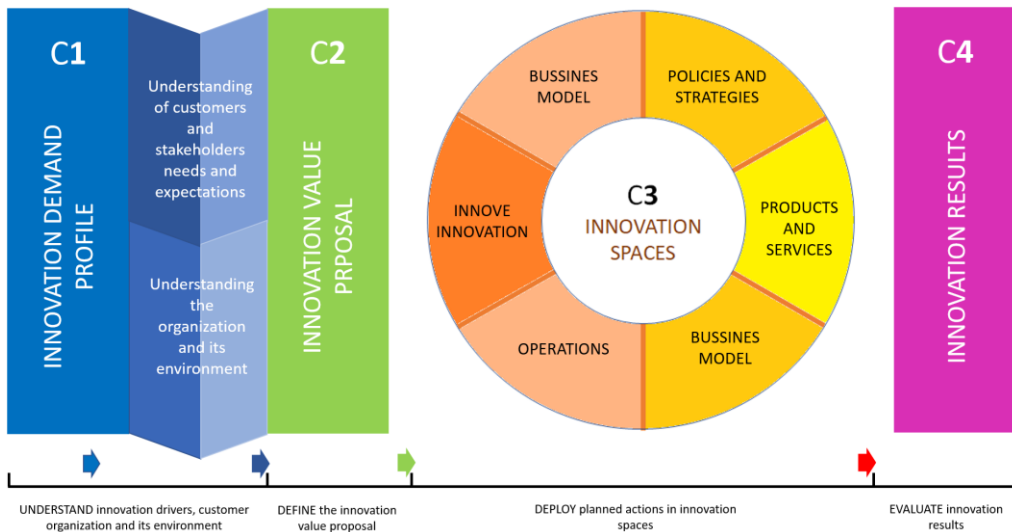 C1
INNOVATION DEMAND
PROFILE
Understanding
of customers
and
stakeholders
needs and
expectations
Understanding
the
organization
and its
environment
C2
INNOVATION VALUE
PRPOSAL
BUSSINES
MODEL
POLICIES AND
STRATEGIES
INNOVE
INNOVATION
C3
INNOVATION
SPACES
PRODUCTS
AND
SERVICES
OPERATIONS
BUSSINES
MODEL
C4
INNOVATION RESULTS
UNDERSTAND innovation drivers, customer
organization and its environment
DEFINE the innovation
value proposal
DEPLOY planned actions in innovation
spaces
EVALUATE innovation
results